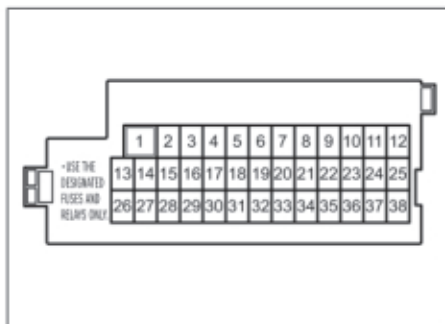 1 2 3 4 5 6 7 8 9 10 11 12
- USE THE
DESIGNATED
FUSES AND
RELAYS ONLY.
13 14 15 16 17 18 19 20 21 22 23 24 25
26 27 28 29 30 31 32 33 34 35 36 37 38